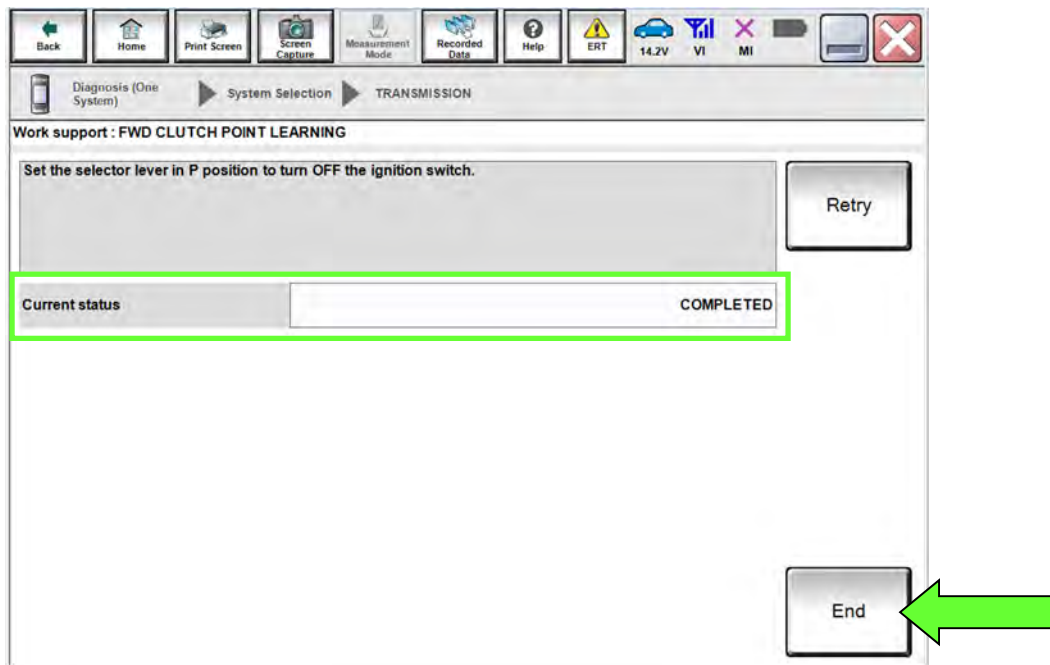 Back
Home
Print Screen
Screen
Capture
Measurement
Mode
Recorded
Data
Help
ERT
14.2V
VI
MI
Diagnosis (One
System)
System Selection
TRANSMISSION
Work support : FWD CLUTCH POINT LEARNING
Set the selector lever in P position to turn OFF the ignition switch.
Retry
Current status
COMPLETED
End